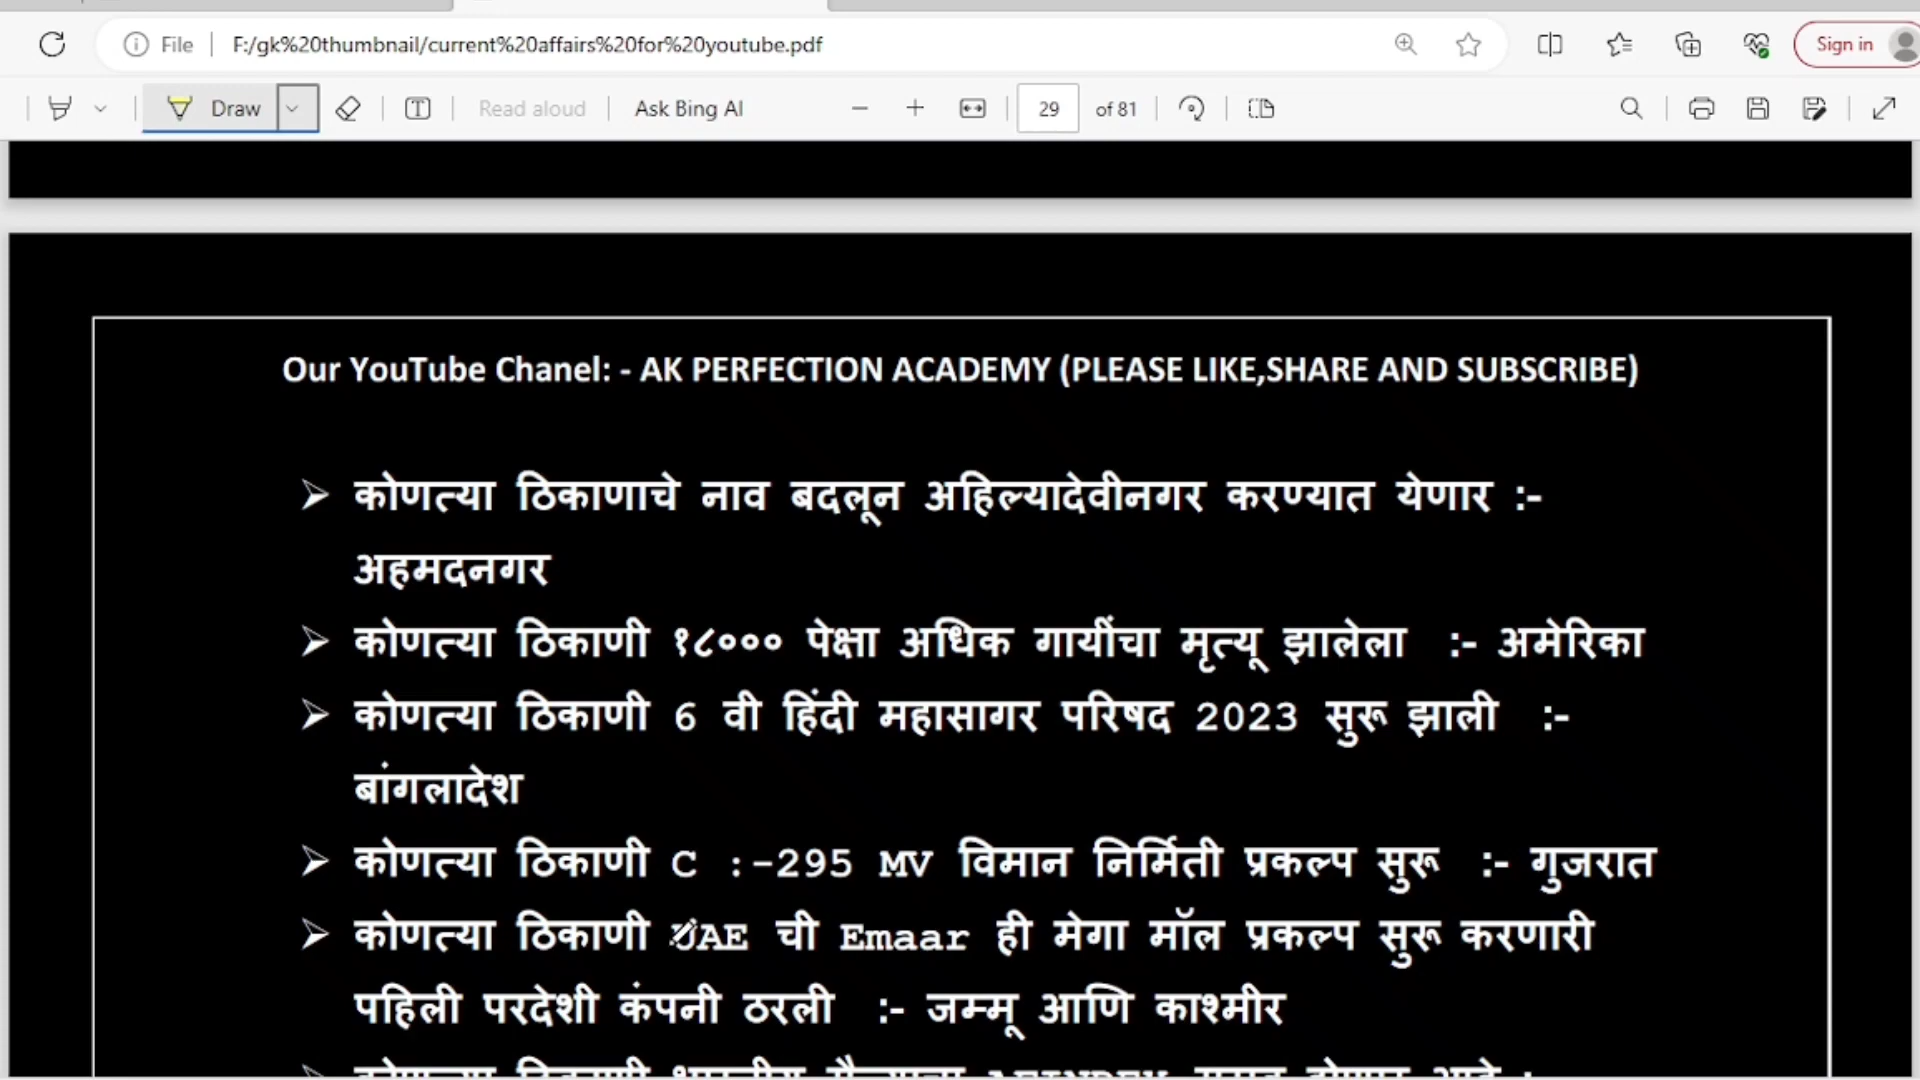 File F:/gk%20thumbnail/current%20affairs%20for%20youtube.pdf Sign in
Draw Read aloud Ask Bing AI 29 of 81
Our YouTube Chanel: - AK PERFECTION ACADEMY (PLEASE LIKE,SHARE AND SUBSCRIBE)
➢ कोणत्या ठिकाणाचे नाव बदलून अहिल्यादेवीनगर करण्यात येणार :-
अहमदनगर
➢ कोणत्या ठिकाणी १८००० पेक्षा अधिक गायींचा मृत्यू झालेला :- अमेरिका
➢ कोणत्या ठिकाणी 6 वी हिंदी महासागर परिषद 2023 सुरू झाली :-
बांगलादेश
➢ कोणत्या ठिकाणी C :-295 MV विमान निर्मिती प्रकल्प सुरू :- गुजरात
➢ कोणत्या ठिकाणी UAE ची Emaar ही मेगा मॉल प्रकल्प सुरू करणारी
पहिली परदेशी कंपनी ठरली :- जम्मू आणि काश्मीर